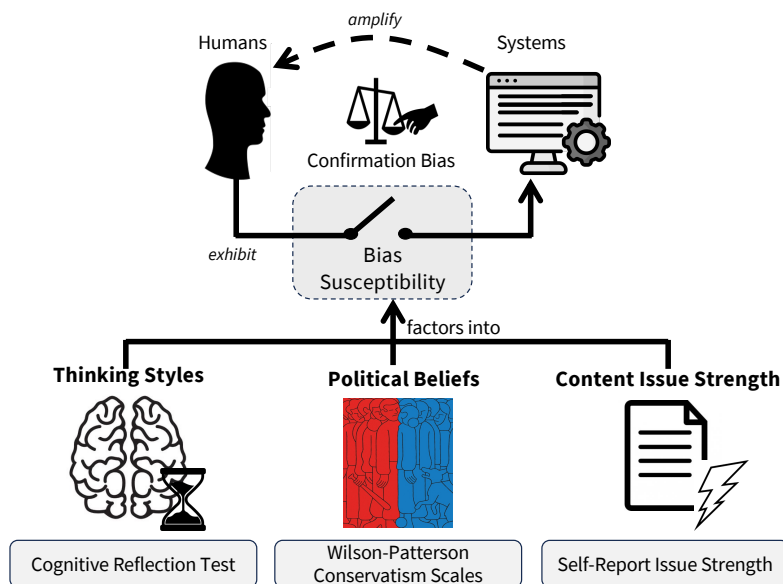 amplify
Humans
Systems
Confirmation Bias
exhibit
Bias
Susceptibility
factors into
Thinking Styles
Political Beliefs
Content Issue Strength
Cognitive Reflection Test
Wilson-Patterson
Conservatism Scales
Self-Report Issue Strength